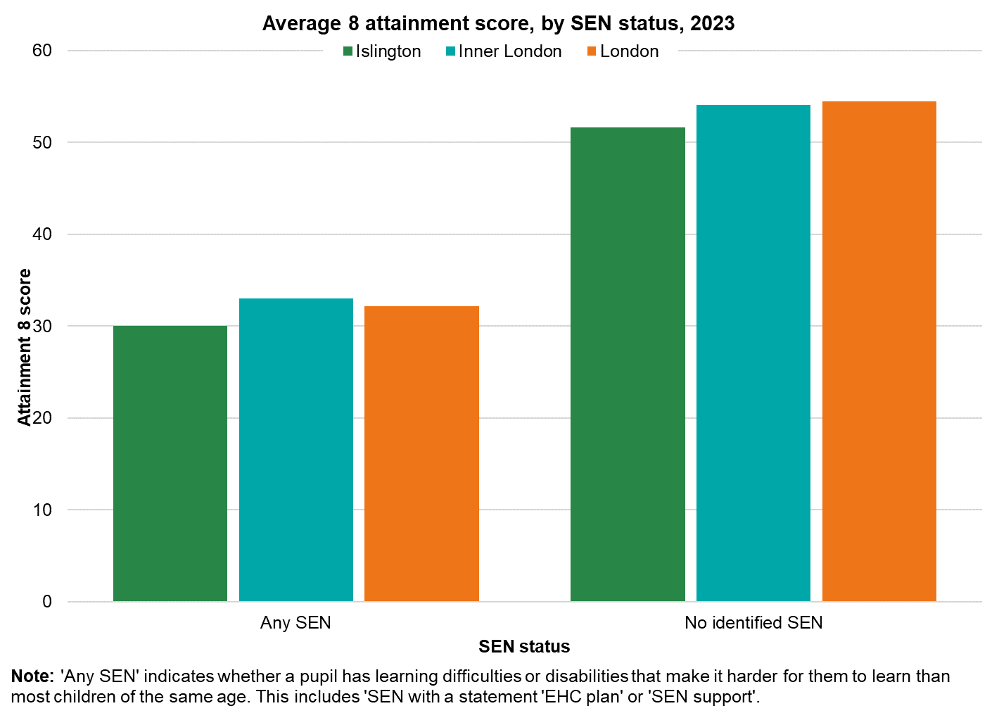 Average 8 attainment score, by SEN status, 2023
Islington Inner London London
60
50
40
30
20
10
0
Attainment 8 score
Any SEN No identified SEN
SEN status
Note: 'Any SEN' indicates whether a pupil has learning difficulties or disabilities that make it harder for them to learn than
most children of the same age. This includes 'SEN with a statement 'EHC plan' or 'SEN support'.